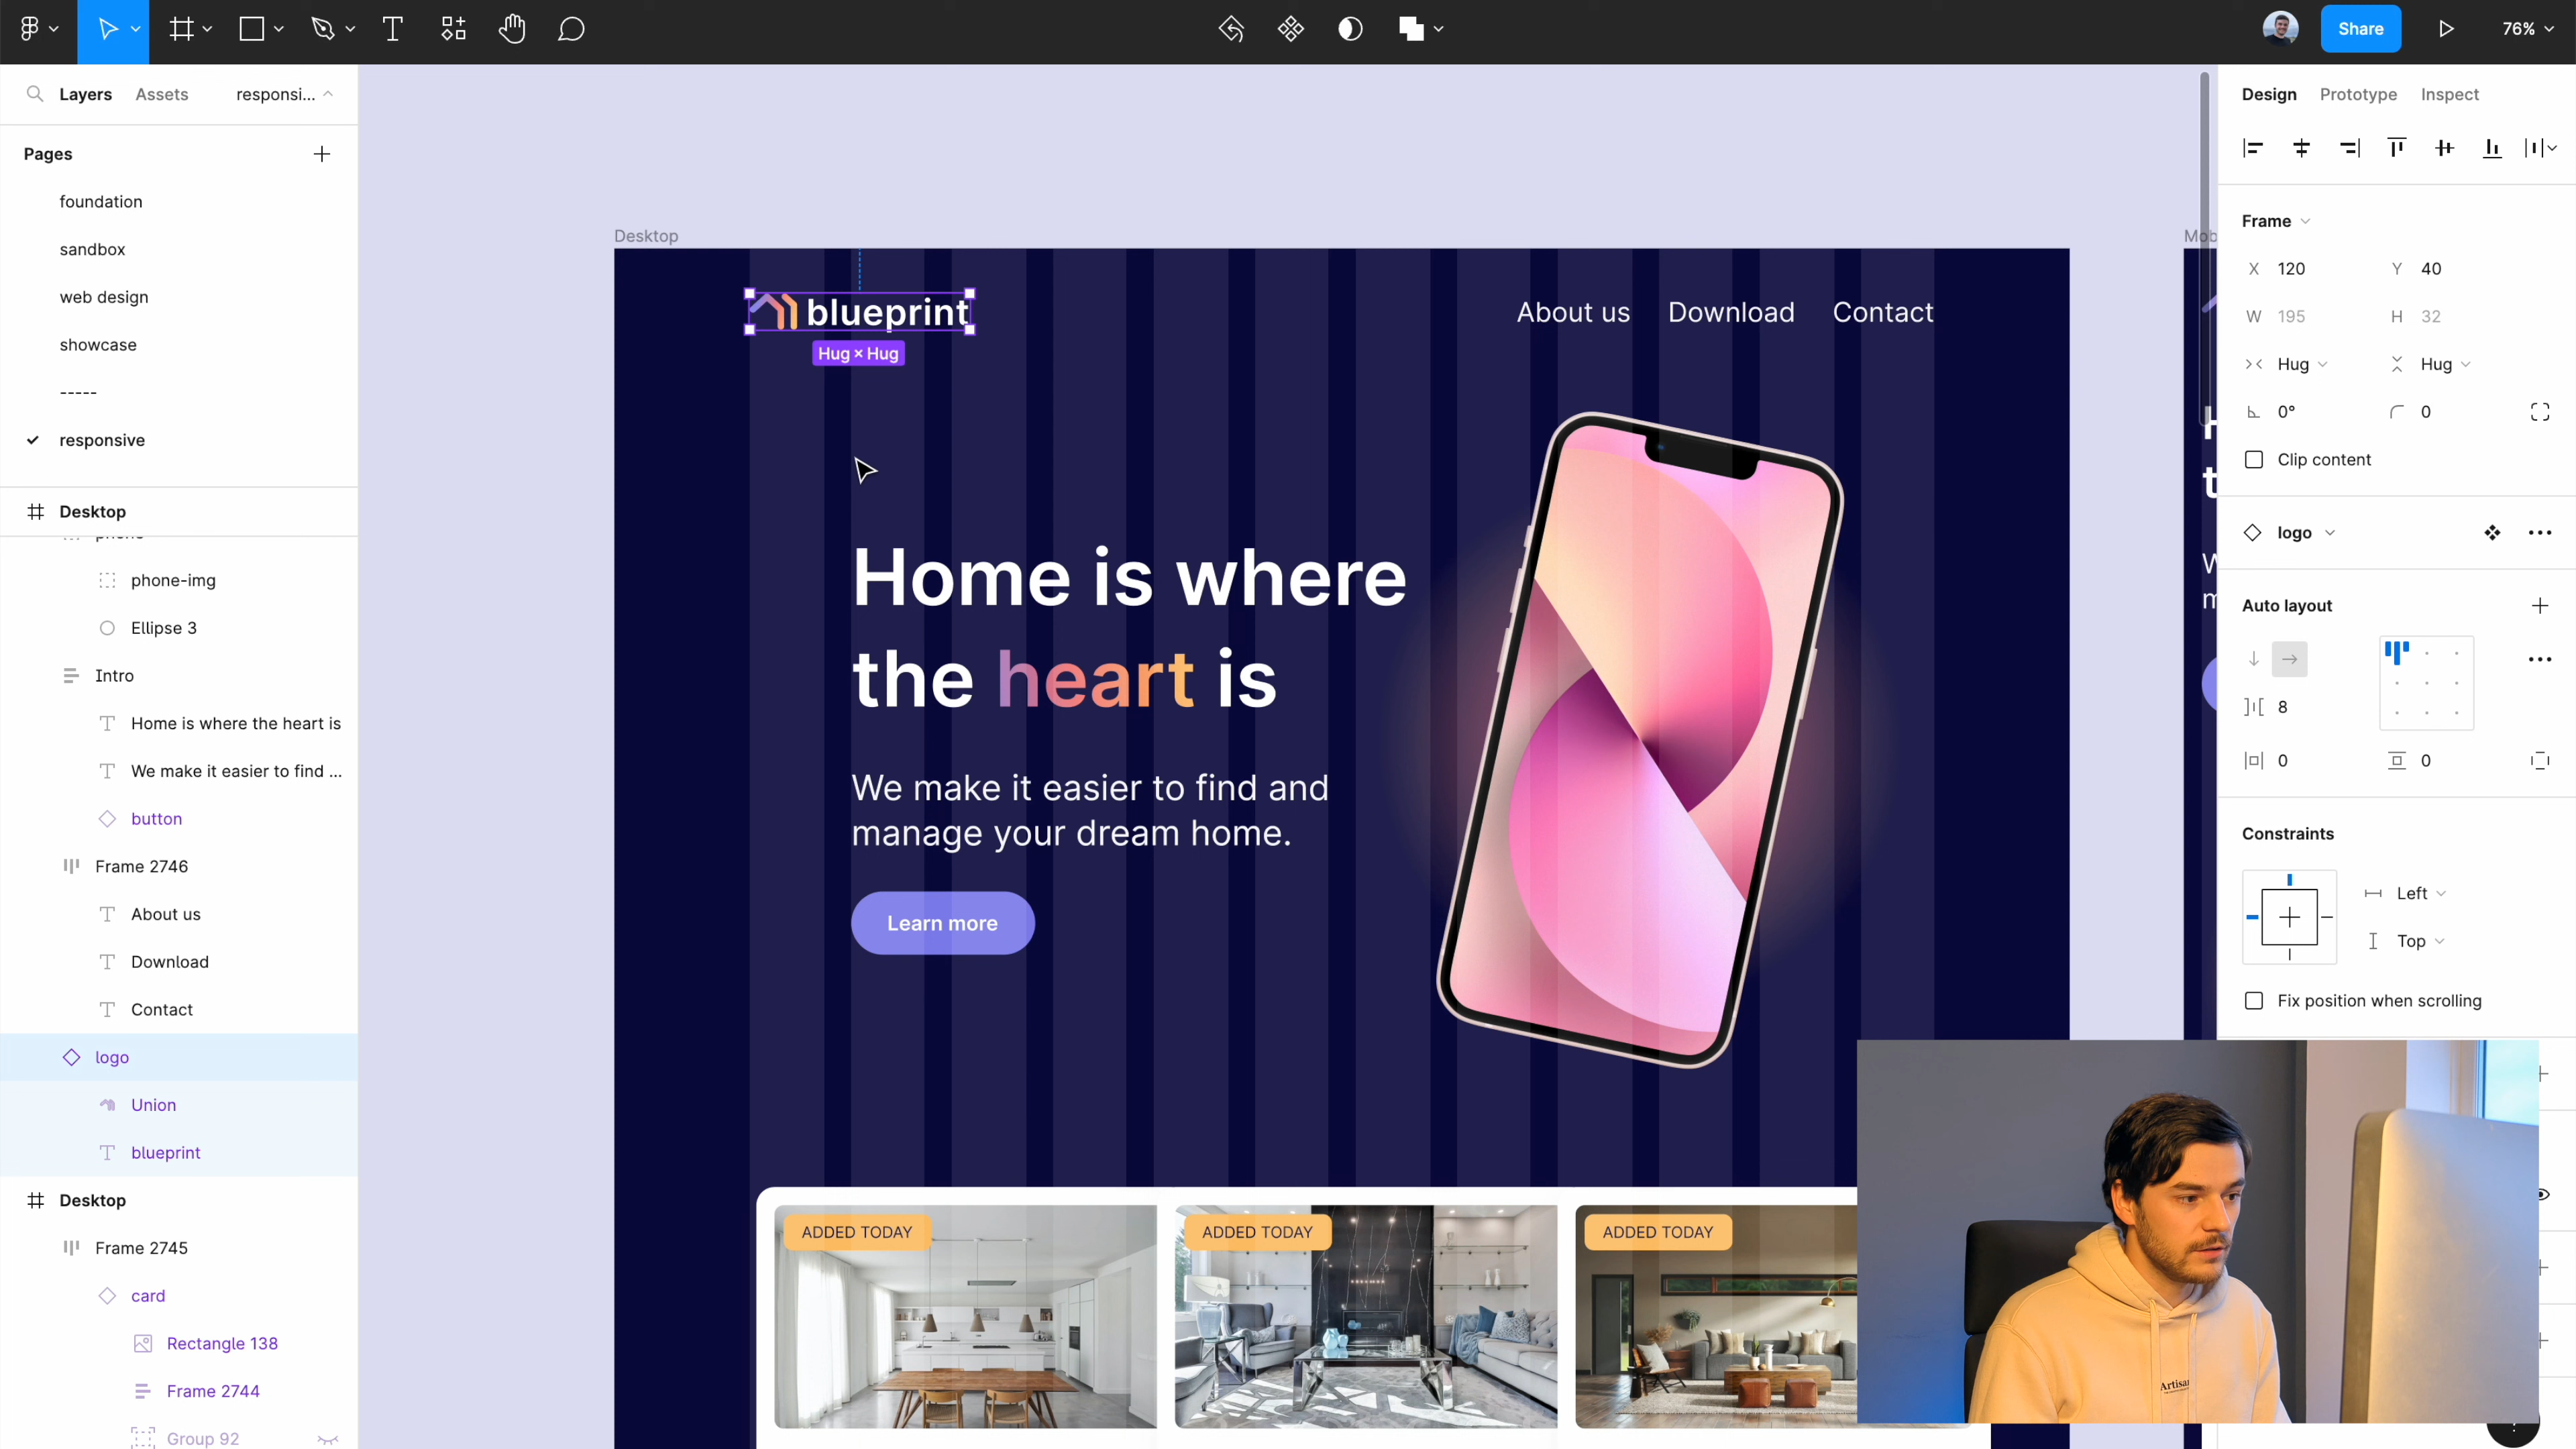 Share
76%
Layers
Assets
responsi...
Pages
foundation
sandbox
web design
showcase
-----
responsive
Desktop
phone
phone-img
Ellipse 3
Intro
Home is where the heart is
We make it easier to find ...
button
Frame 2746
About us
Download
Contact
logo
Union
blueprint
Desktop
Frame 2745
card
Rectangle 138
Frame 2744
Group 92
Desktop
blueprint
Hug × Hug
About us
Download
Contact
Home is where
the heart is
We make it easier to find and
manage your dream home.
Learn more
ADDED TODAY
ADDED TODAY
ADDED TODAY
Mob
H
t
W
m
Design
Prototype
Inspect
Frame
X 120
Y 40
W 195
H 32
Hug
Hug
0°
0
Clip content
logo
Auto layout
8
0
0
Constraints
Left
Top
Fix position when scrolling
Artisan